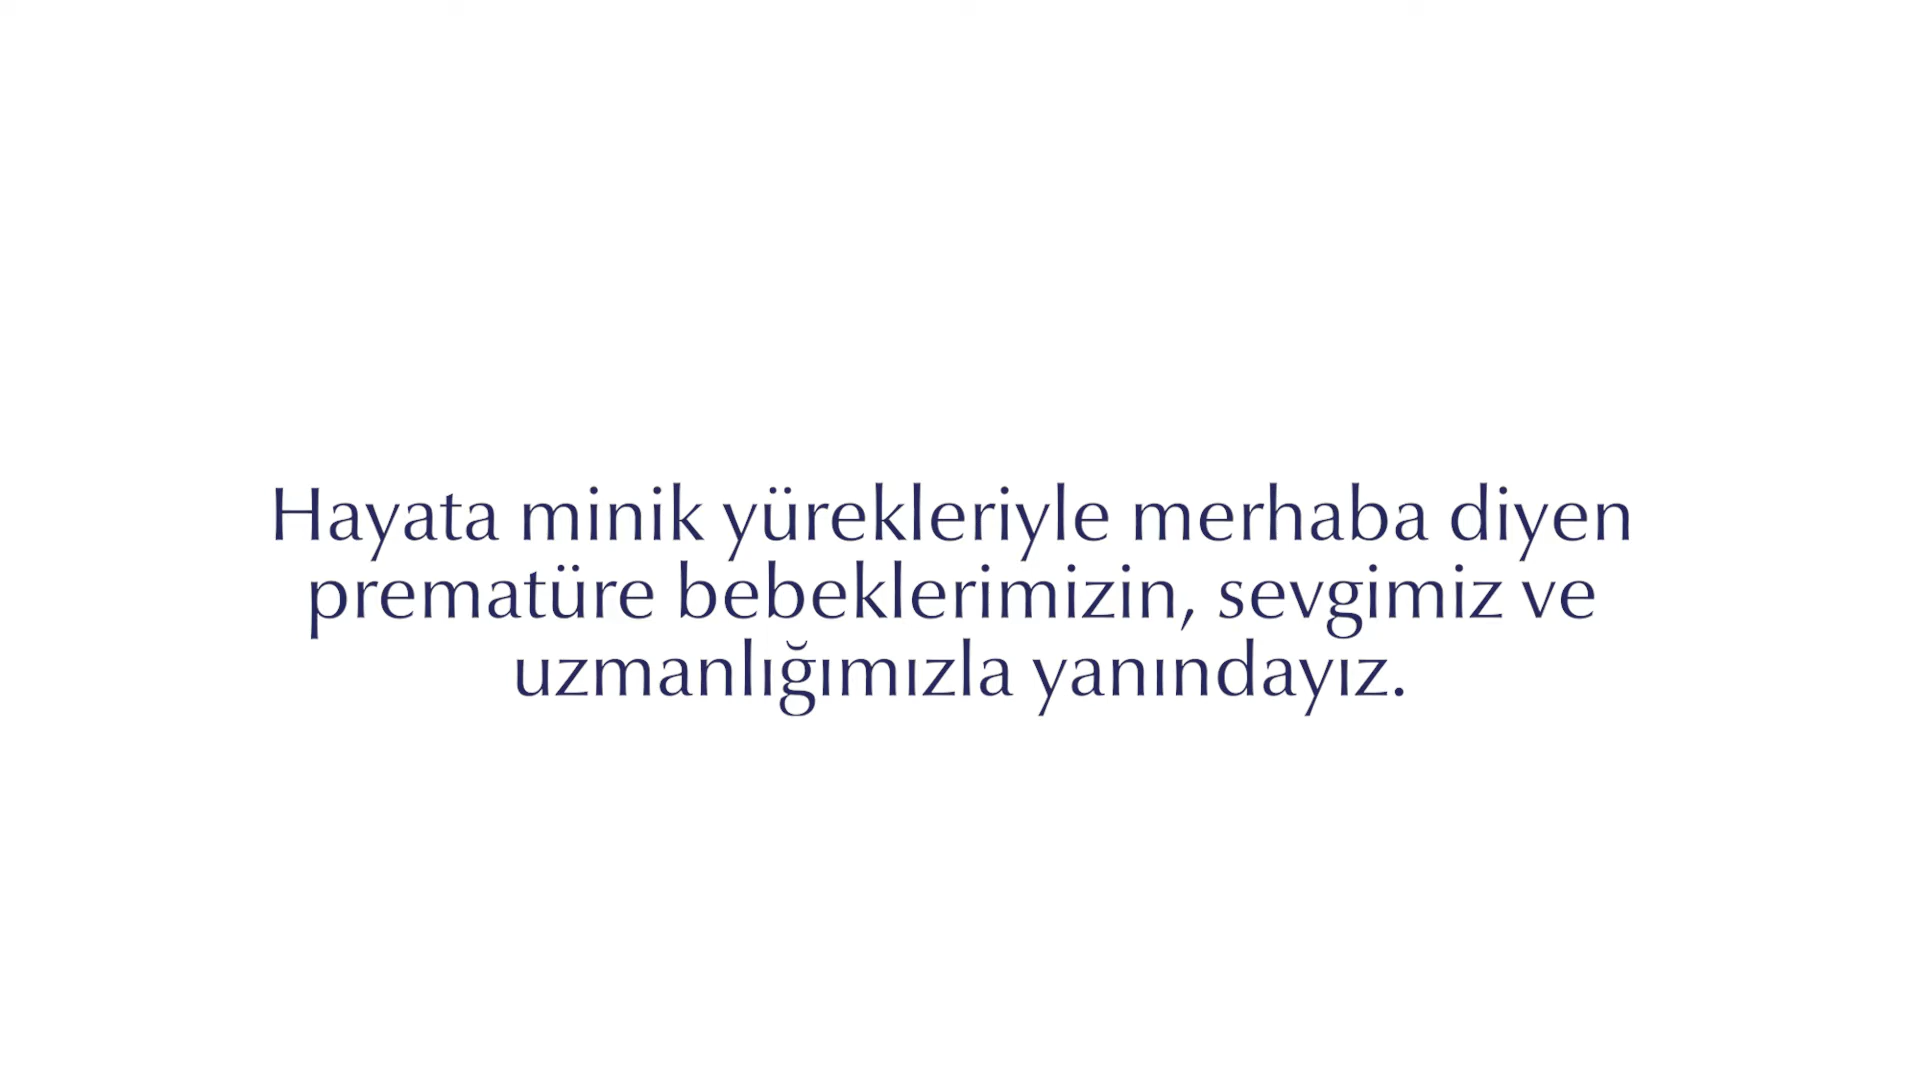 Hayata minik yürekleriyle merhaba diyen
prematüre bebeklerimizin, sevgimiz ve
uzmanlığımızla yanındayız.